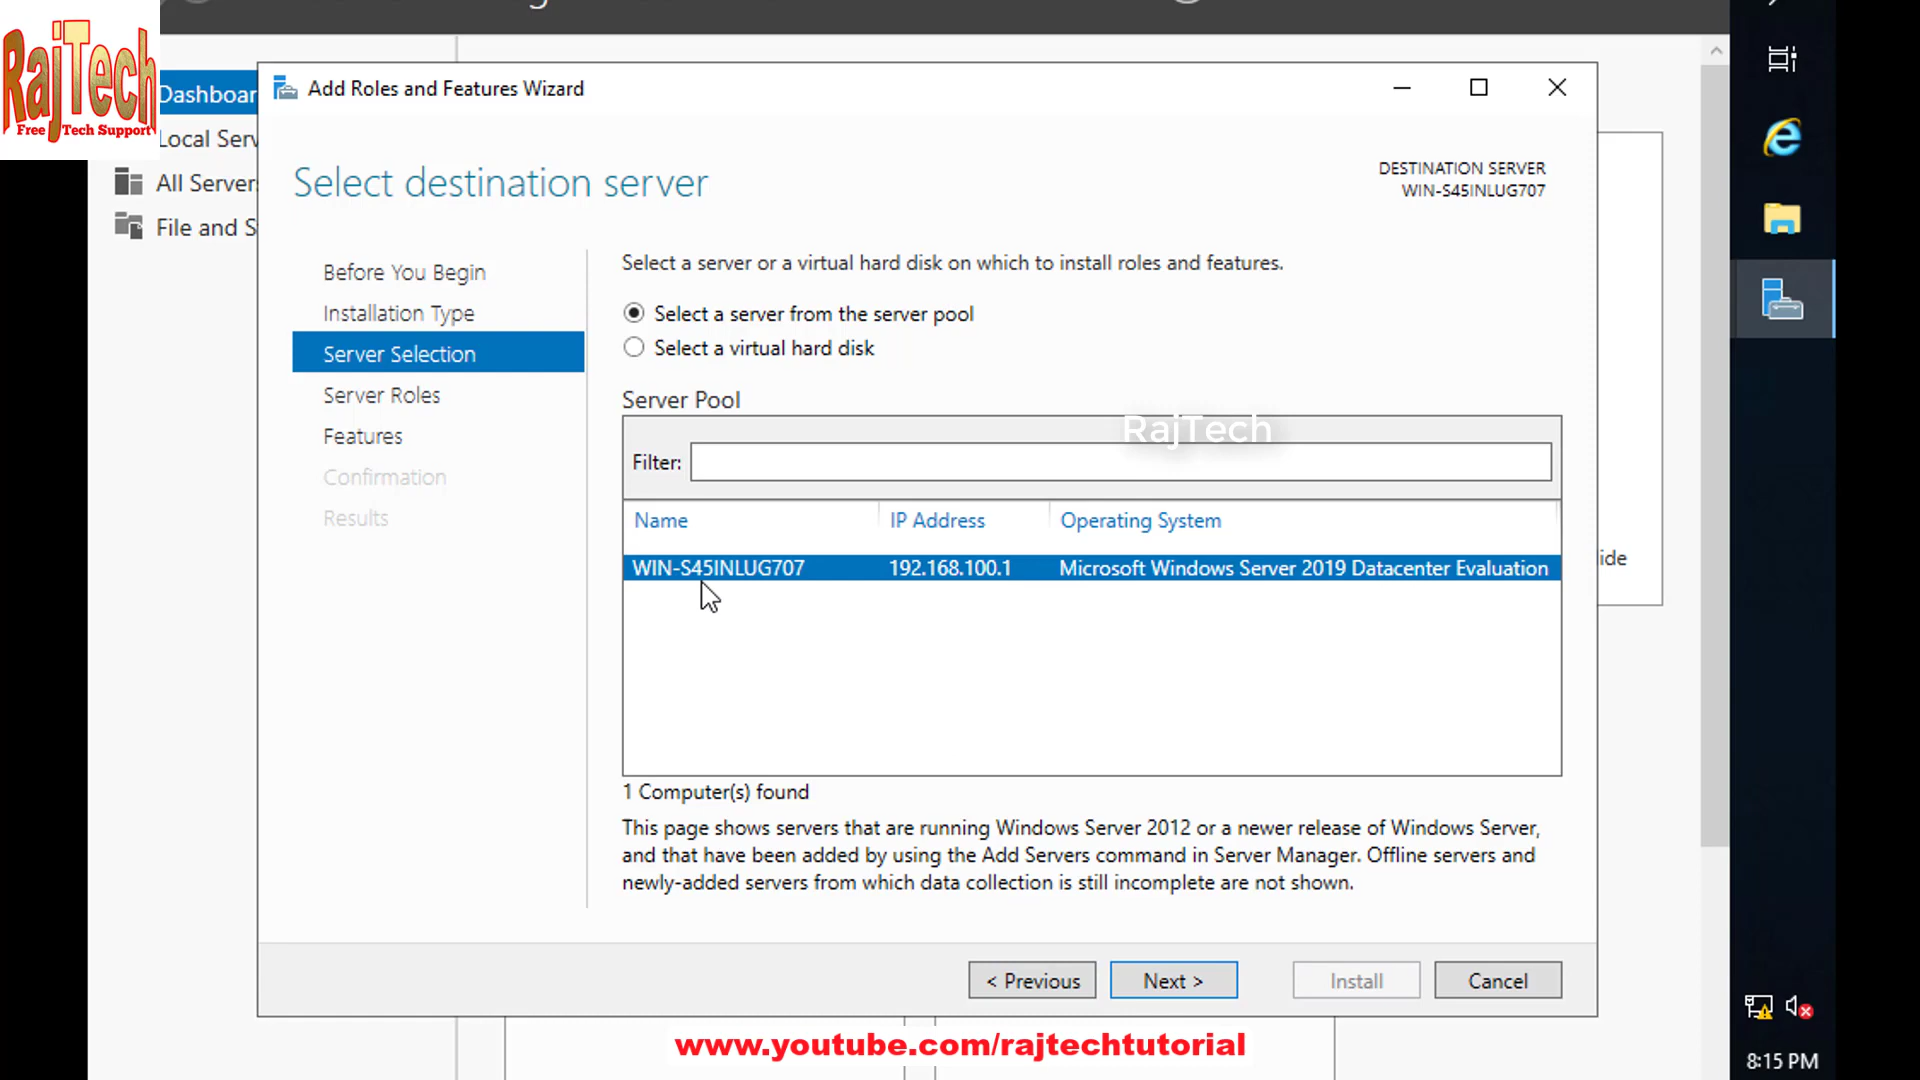 RajTech
Free Tech Support
Dashboar
Local Serv
All Server
File and S
Add Roles and Features Wizard
Select destination server
DESTINATION SERVER
WIN-S45INLUG707
Before You Begin
Installation Type
Server Selection
Server Roles
Features
Confirmation
Results
Select a server or a virtual hard disk on which to install roles and features.
Select a server from the server pool
Select a virtual hard disk
Server Pool
RajTech
Filter:
Name IP Address Operating System
WIN-S45INLUG707 192.168.100.1 Microsoft Windows Server 2019 Datacenter Evaluation
1 Computer(s) found
This page shows servers that are running Windows Server 2012 or a newer release of Windows Server,
and that have been added by using the Add Servers command in Server Manager. Offline servers and
newly-added servers from which data collection is still incomplete are not shown.
< Previous Next > Install Cancel
ide
www.youtube.com/rajtechtutorial
8:15 PM